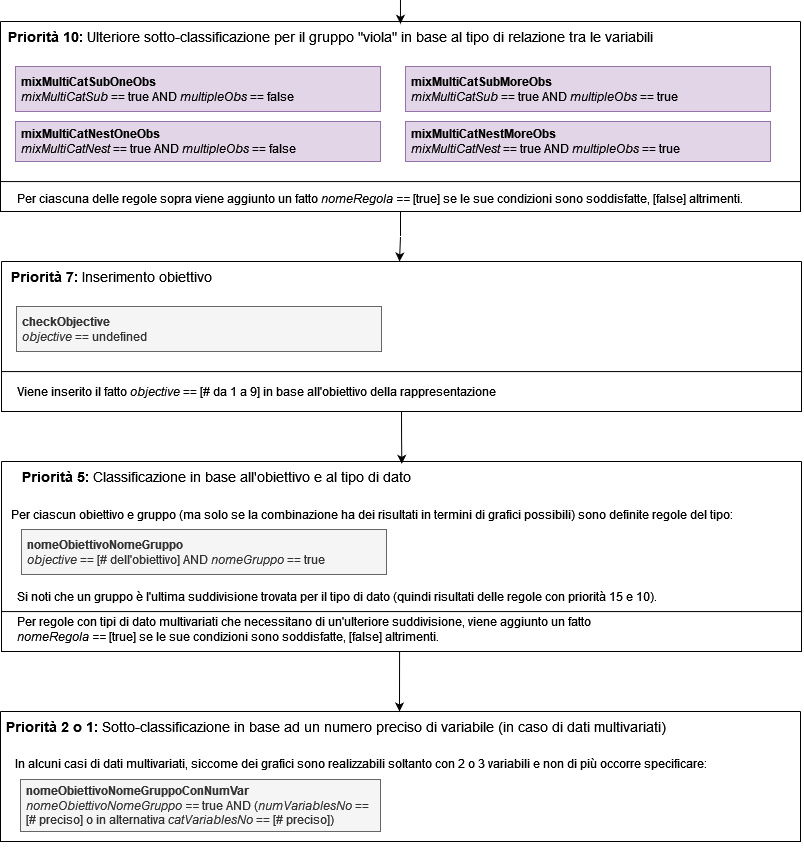 Priorità 10: Ulteriore sotto-classificazione per il gruppo "viola" in base al tipo di relazione tra le variabili
mixMultiCatSubOneObs
mixMultiCatSub == true AND multipleObs == false
mixMultiCatSubMoreObs
mixMultiCatSub == true AND multipleObs == true
mixMultiCatNestOneObs
mixMultiCatNest == true AND multipleObs == false
mixMultiCatNestMoreObs
mixMultiCatNest == true AND multipleObs == true
Per ciascuna delle regole sopra viene aggiunto un fatto nomeRegola == [true] se le sue condizioni sono soddisfatte, [false] altrimenti.
Priorità 7: Inserimento obiettivo
checkObjective
objective == undefined
Viene inserito il fatto objective == [# da 1 a 9] in base all'obiettivo della rappresentazione
Priorità 5: Classificazione in base all'obiettivo e al tipo di dato
Per ciascun obiettivo e gruppo (ma solo se la combinazione ha dei risultati in termini di grafici possibili) sono definite regole del tipo:
nomeObiettivoNomeGruppo
objective == [# dell'obiettivo] AND nomeGruppo == true
Si noti che un gruppo è l'ultima suddivisione trovata per il tipo di dato (quindi risultati delle regole con priorità 15 e 10).
Per regole con tipi di dato multivariati che necessitano di un'ulteriore suddivisione, viene aggiunto un fatto
nomeRegola == [true] se le sue condizioni sono soddisfatte, [false] altrimenti.
Priorità 2 o 1: Sotto-classificazione in base ad un numero preciso di variabile (in caso di dati multivariati)
In alcuni casi di dati multivariati, siccome dei grafici sono realizzabili soltanto con 2 o 3 variabili e non di più occorre specificare:
nomeObiettivoNomeGruppoConNumVar
nomeObiettivoNomeGruppo == true AND (numVariablesNo ==
[# preciso] o in alternativa catVariablesNo == [# preciso])